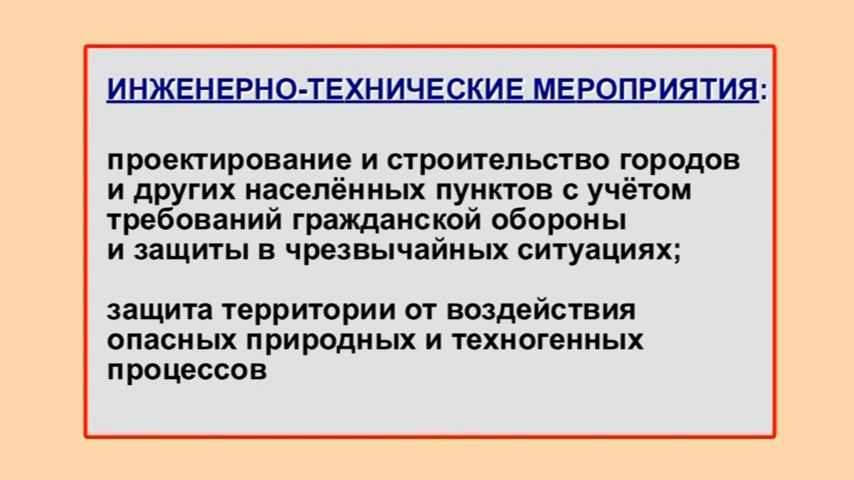 ИНЖЕНЕРНО-ТЕХНИЧЕСКИЕ МЕРОПРИЯТИЯ:
проектирование и строительство городов
и других населённых пунктов с учётом
требований гражданской обороны
и защиты в чрезвычайных ситуациях;
защита территории от воздействия
опасных природных и техногенных
процессов